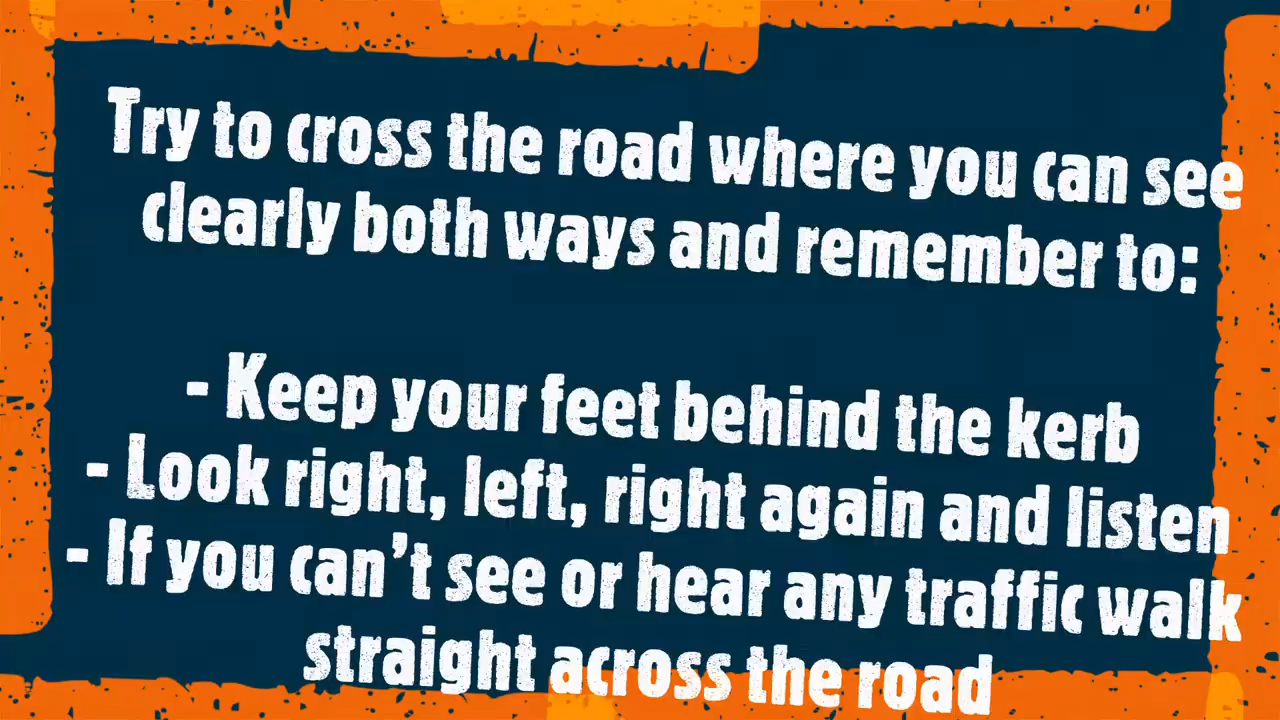 Try to cross the road where you can see
clearly both ways and remember to:
- Keep your feet behind the kerb
- Look right, left, right again and listen
- If you can't see or hear any traffic walk
straight across the road